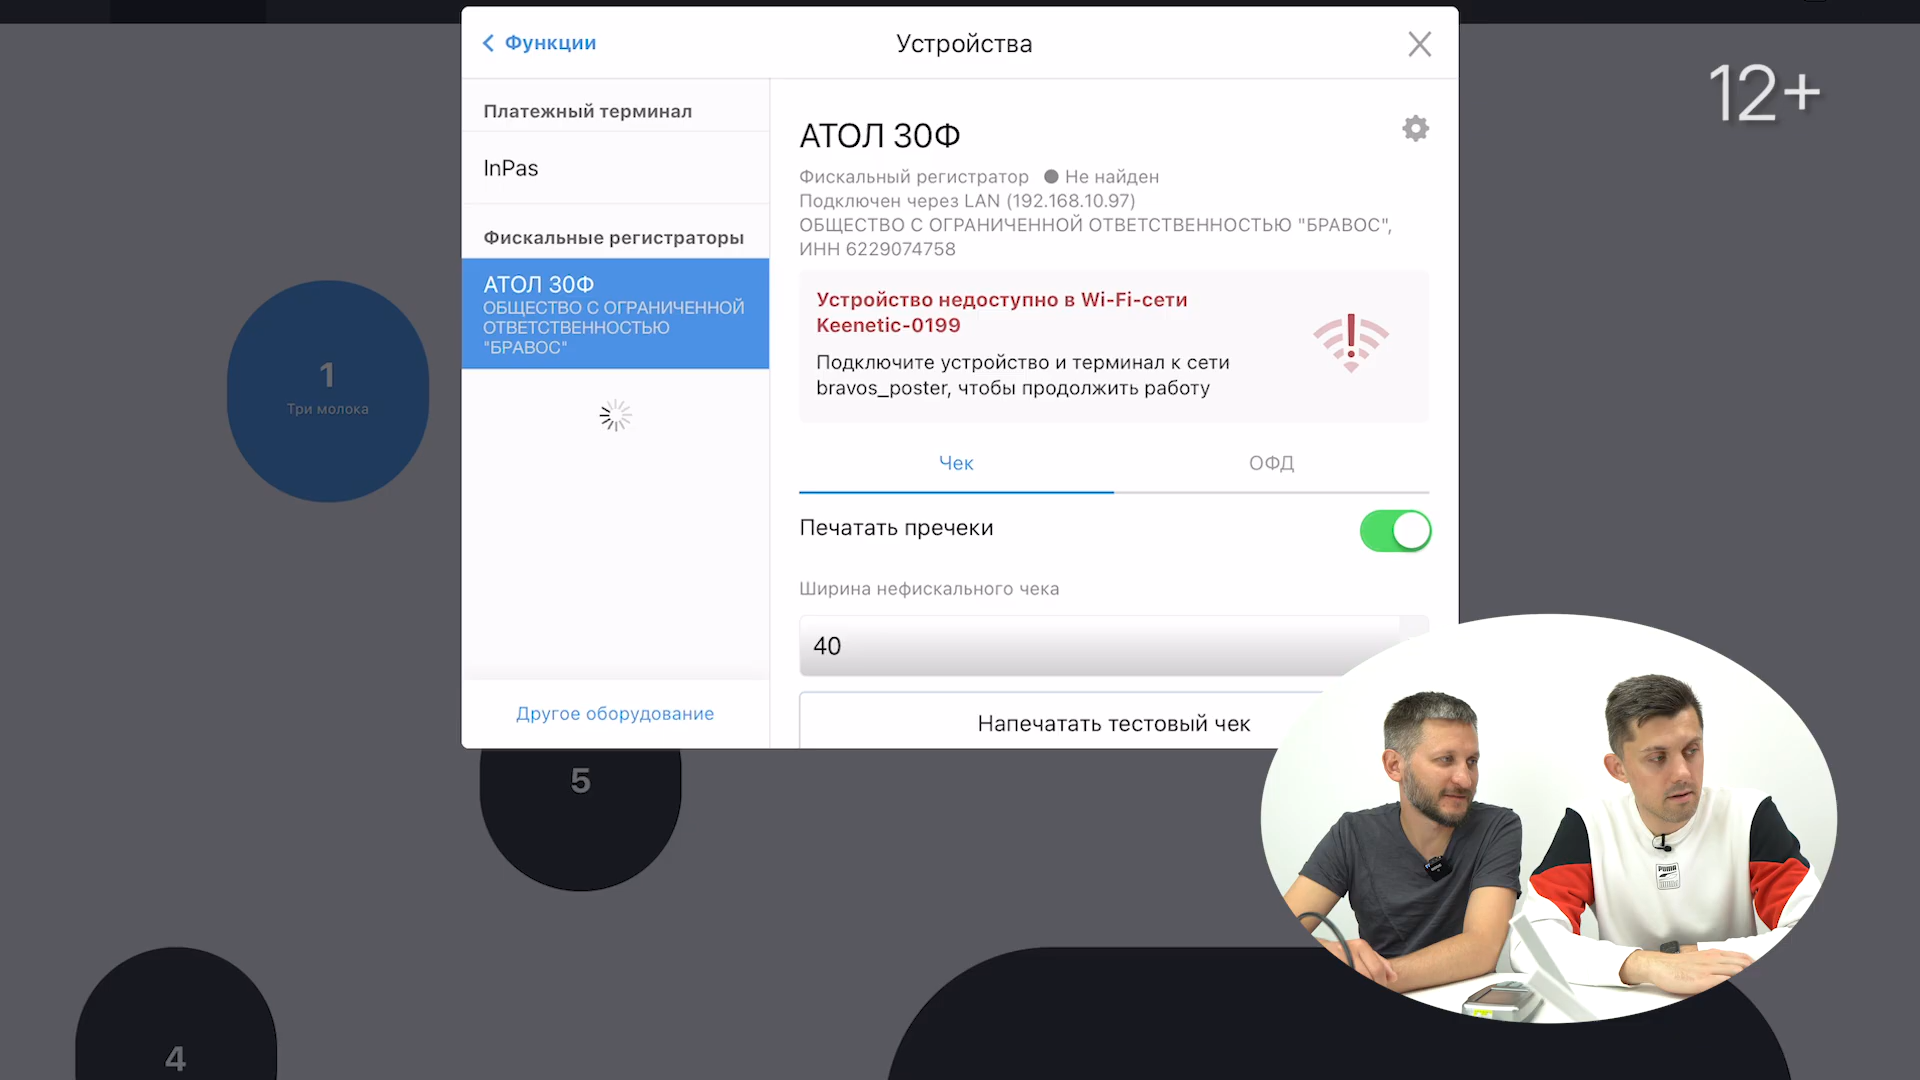 Функции
Устройства
12+
Платежный терминал
InPas
Фискальные регистраторы
АТОЛ 30Ф
ОБЩЕСТВО С ОГРАНИЧЕННОЙ
ОТВЕТСТВЕННОСТЬЮ
"БРАВОС"
Другое оборудование
АТОЛ 30Ф
Фискальный регистратор Не найден
Подключен через LAN (192.168.10.97)
ОБЩЕСТВО С ОГРАНИЧЕННОЙ ОТВЕТСТВЕННОСТЬЮ "БРАВОС",
ИНН 6229074758
Устройство недоступно в Wi-Fi-сети
Keenetic-0199
Подключите устройство и терминал к сети
bravos_poster, чтобы продолжить работу
Чек ОФД
Печатать пречеки
Ширина нефискального чека
40
Напечатать тестовый чек
1
Три молока
5
4
PUMA